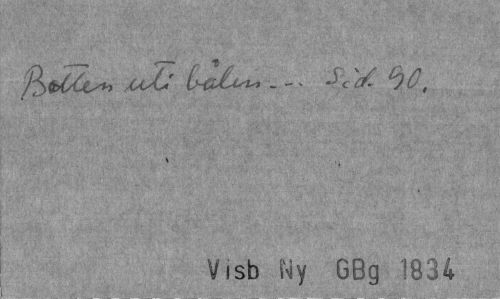 Botten uti bålen--- Sid. 90.
Visb Ny GBg 1834